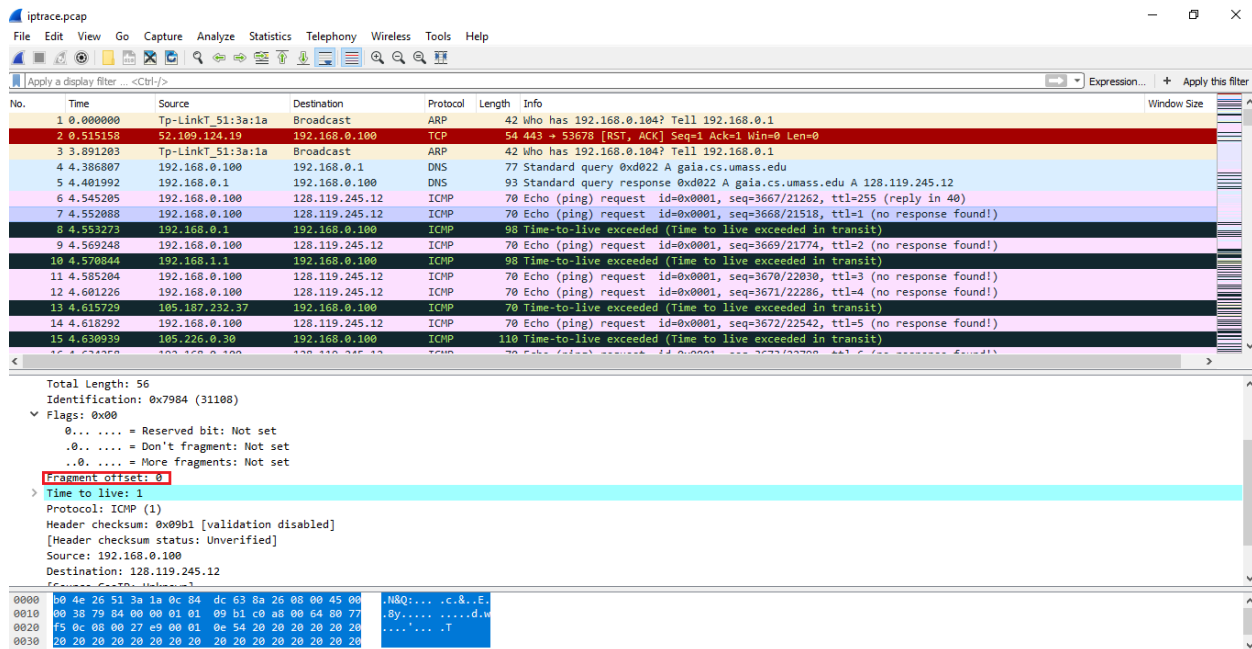 iptrace.pcap
File Edit View Go Capture Analyze Statistics Telephony Wireless Tools Help
Apply a display filter ... <Ctrl-/> Expression... + Apply this filter
No. Time Source Destination Protocol Length Info Window Size
1 0.000000 Tp-LinkT_51:3a:1a Broadcast ARP 42 Who has 192.168.0.104? Tell 192.168.0.1
2 0.515158 52.109.124.19 192.168.0.100 TCP 54 443 → 53678 [RST, ACK] Seq=1 Ack=1 Win=0 Len=0
3 3.891203 Tp-LinkT_51:3a:1a Broadcast ARP 42 Who has 192.168.0.104? Tell 192.168.0.1
4 4.386807 192.168.0.100 192.168.0.1 DNS 77 Standard query 0xd022 A gaia.cs.umass.edu
5 4.401992 192.168.0.1 192.168.0.100 DNS 93 Standard query response 0xd022 A gaia.cs.umass.edu A 128.119.245.12
6 4.545205 192.168.0.100 128.119.245.12 ICMP 70 Echo (ping) request id=0x0001, seq=3667/21262, ttl=255 (reply in 40)
7 4.552088 192.168.0.100 128.119.245.12 ICMP 70 Echo (ping) request id=0x0001, seq=3668/21518, ttl=1 (no response found!)
8 4.553273 192.168.0.1 192.168.0.100 ICMP 98 Time-to-live exceeded (Time to live exceeded in transit)
9 4.569248 192.168.0.100 128.119.245.12 ICMP 70 Echo (ping) request id=0x0001, seq=3669/21774, ttl=2 (no response found!)
10 4.570844 192.168.1.1 192.168.0.100 ICMP 98 Time-to-live exceeded (Time to live exceeded in transit)
11 4.585204 192.168.0.100 128.119.245.12 ICMP 70 Echo (ping) request id=0x0001, seq=3670/22030, ttl=3 (no response found!)
12 4.601226 192.168.0.100 128.119.245.12 ICMP 70 Echo (ping) request id=0x0001, seq=3671/22286, ttl=4 (no response found!)
13 4.615729 105.187.232.37 192.168.0.100 ICMP 70 Time-to-live exceeded (Time to live exceeded in transit)
14 4.618292 192.168.0.100 128.119.245.12 ICMP 70 Echo (ping) request id=0x0001, seq=3672/22542, ttl=5 (no response found!)
15 4.630939 105.226.0.30 192.168.0.100 ICMP 110 Time-to-live exceeded (Time to live exceeded in transit)
Total Length: 56
Identification: 0x7984 (31108)
Flags: 0x00
0... .... = Reserved bit: Not set
.0.. .... = Don't fragment: Not set
..0. .... = More fragments: Not set
Fragment offset: 0
Time to live: 1
Protocol: ICMP (1)
Header checksum: 0x09b1 [validation disabled]
[Header checksum status: Unverified]
Source: 192.168.0.100
Destination: 128.119.245.12
0000 b0 4e 26 51 3a 1a 0c 84 dc 63 8a 26 08 00 45 00 .N&Q:... .c.&..E.
0010 00 38 79 84 00 00 01 01 09 b1 c0 a8 00 64 80 77 .8y..... .....d.w
0020 f5 0c 08 00 27 e9 00 01 0e 54 20 20 20 20 20 20 ....'... .T
0030 20 20 20 20 20 20 20 20 20 20 20 20 20 20 20 20